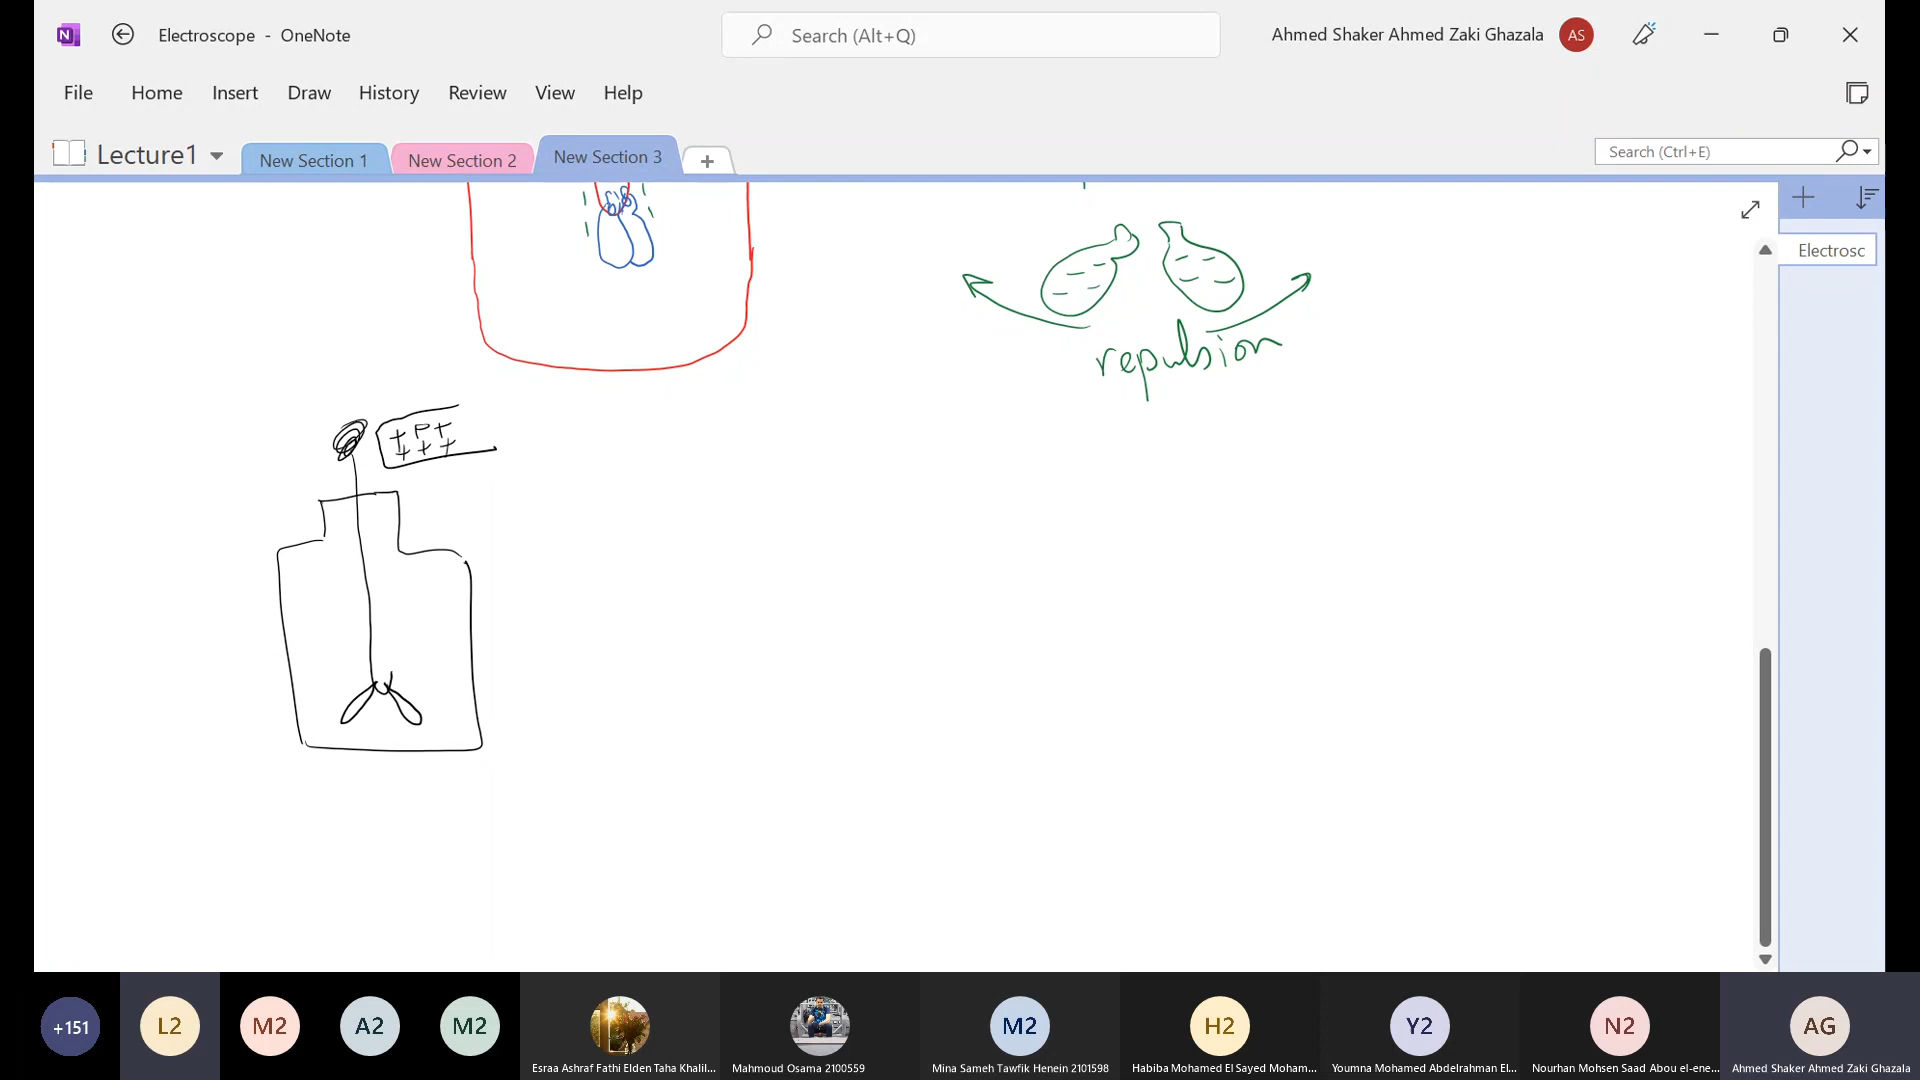 Electroscope - OneNote
Search (Alt+Q)
Ahmed Shaker Ahmed Zaki Ghazala
AS
File Home Insert Draw History Review View Help
Lecture1
New Section 1
New Section 2
New Section 3
+
Search (Ctrl+E)
Electrosc
repulsion
+ P +
+ + +
+151
L2
M2
A2
M2
M2
H2
Y2
N2
AG
Esraa Ashraf Fathi Elden Taha Khalil...
Mahmoud Osama 2100559
Mina Sameh Tawfik Henein 2101598
Habiba Mohamed El Sayed Moham...
Youmna Mohamed Abdelrahman El...
Nourhan Mohsen Saad Abou el-ene...
Ahmed Shaker Ahmed Zaki Ghazala